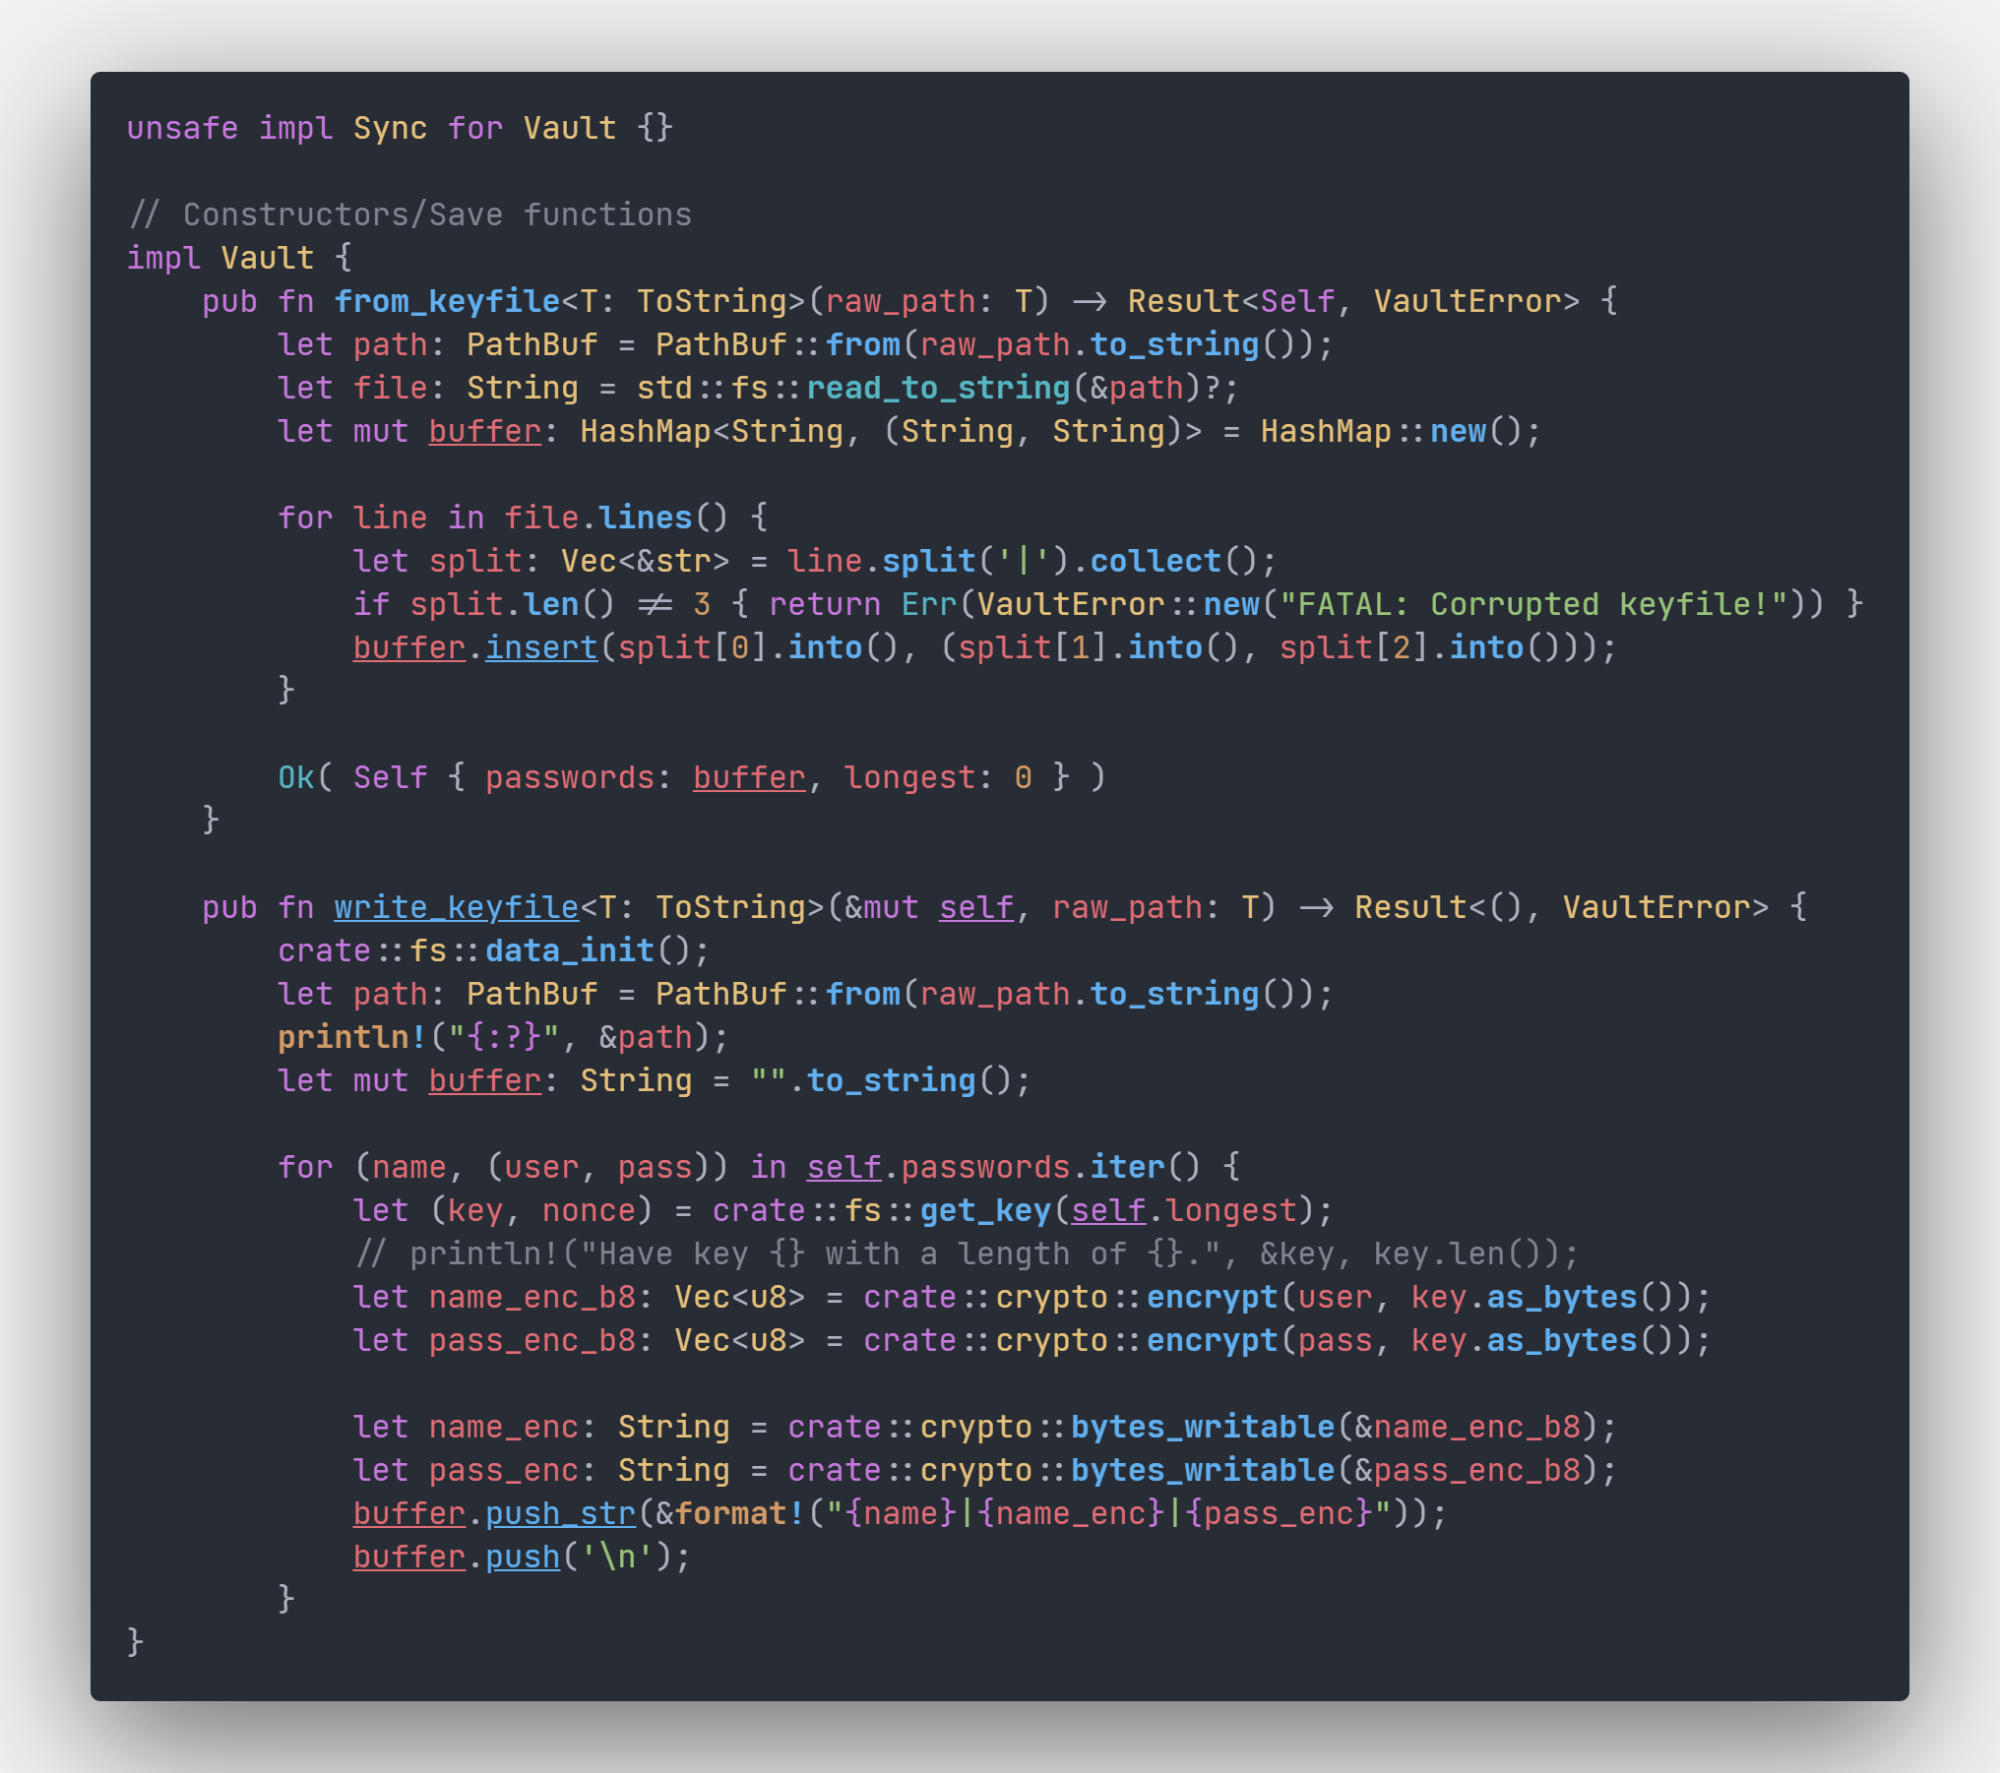 unsafe impl Sync for Vault {}

// Constructors/Save functions
impl Vault {
    pub fn from_keyfile<T: ToString>(raw_path: T) -> Result<Self, VaultError> {
        let path: PathBuf = PathBuf::from(raw_path.to_string());
        let file: String = std::fs::read_to_string(&path)?;
        let mut buffer: HashMap<String, (String, String)> = HashMap::new();

        for line in file.lines() {
            let split: Vec<&str> = line.split('|').collect();
            if split.len() != 3 { return Err(VaultError::new("FATAL: Corrupted keyfile!")) }
            buffer.insert(split[0].into(), (split[1].into(), split[2].into()));
        }

        Ok( Self { passwords: buffer, longest: 0 } )
    }

    pub fn write_keyfile<T: ToString>(&mut self, raw_path: T) -> Result<(), VaultError> {
        crate::fs::data_init();
        let path: PathBuf = PathBuf::from(raw_path.to_string());
        println!("{:?}", &path);
        let mut buffer: String = "".to_string();

        for (name, (user, pass)) in self.passwords.iter() {
            let (key, nonce) = crate::fs::get_key(self.longest);
            // println!("Have key {} with a length of {}.", &key, key.len());
            let name_enc_b8: Vec<u8> = crate::crypto::encrypt(user, key.as_bytes());
            let pass_enc_b8: Vec<u8> = crate::crypto::encrypt(pass, key.as_bytes());

            let name_enc: String = crate::crypto::bytes_writable(&name_enc_b8);
            let pass_enc: String = crate::crypto::bytes_writable(&pass_enc_b8);
            buffer.push_str(&format!("{name}|{name_enc}|{pass_enc}"));
            buffer.push('\n');
        }
}